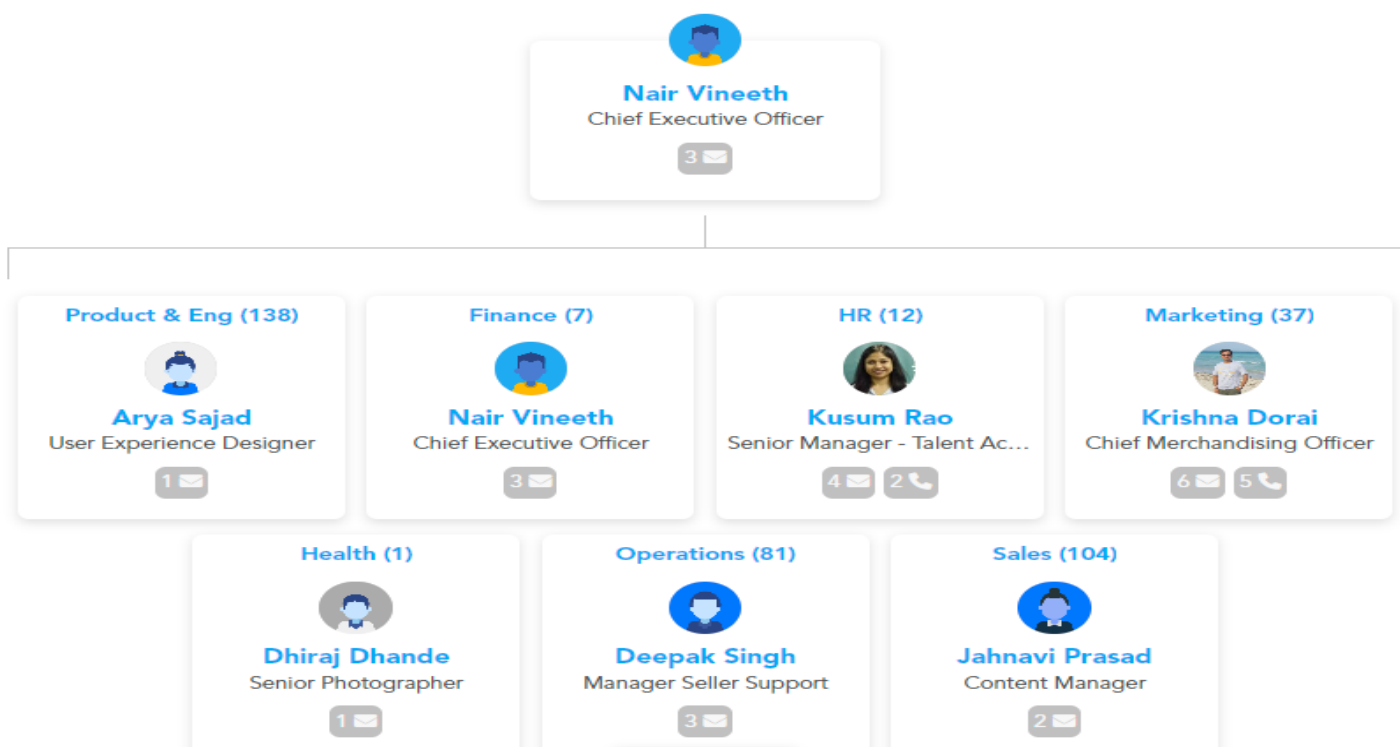 Nair Vineeth
Chief Executive Officer
3
Product & Eng (138)
Arya Sajad
User Experience Designer
1
Finance (7)
Nair Vineeth
Chief Executive Officer
3
HR (12)
Kusum Rao
Senior Manager - Talent Ac...
4 2
Marketing (37)
Krishna Dorai
Chief Merchandising Officer
6 5
Health (1)
Dhiraj Dhande
Senior Photographer
1
Operations (81)
Deepak Singh
Manager Seller Support
3
Sales (104)
Jahnavi Prasad
Content Manager
2